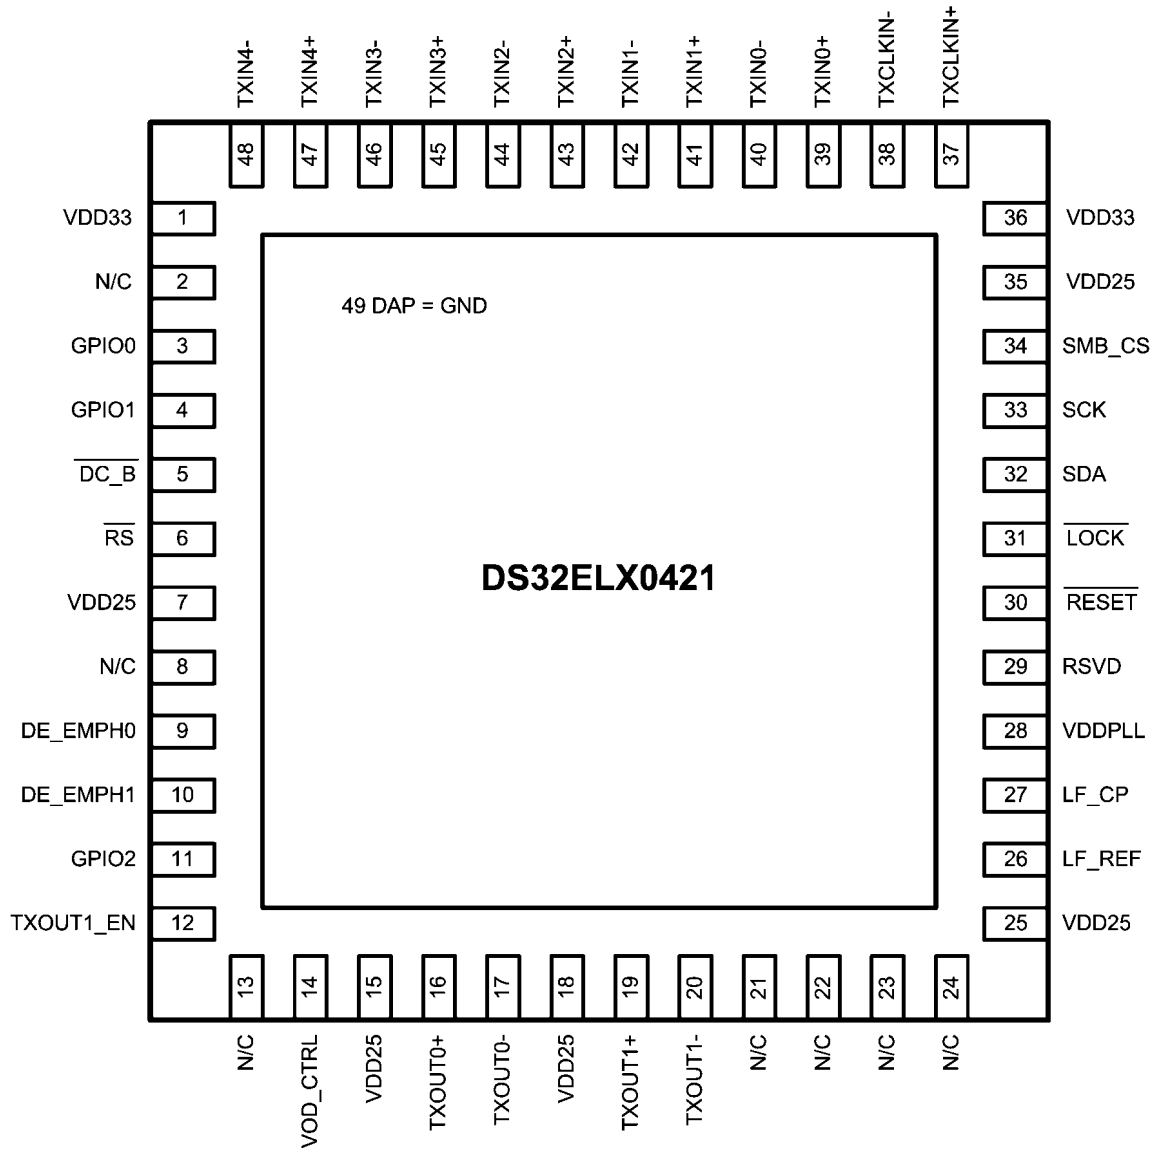 TXIN4-
TXIN4+
TXIN3-
TXIN3+
TXIN2-
TXIN2+
TXIN1-
TXIN1+
TXIN0-
TXIN0+
TXCLKIN-
TXCLKIN+
48
47
46
45
44
43
42
41
40
39
38
37
VDD33 1
36 VDD33
N/C 2
35 VDD25
49 DAP = GND
GPIO0 3
34 SMB_CS
GPIO1 4
33 SCK
DC_B 5
32 SDA
RS 6
31 LOCK
DS32ELX0421
VDD25 7
30 RESET
N/C 8
29 RSVD
DE_EMPH0 9
28 VDDPLL
DE_EMPH1 10
27 LF_CP
GPIO2 11
26 LF_REF
TXOUT1_EN 12
25 VDD25
13
14
15
16
17
18
19
20
21
22
23
24
N/C
VOD_CTRL
VDD25
TXOUT0+
TXOUT0-
VDD25
TXOUT1+
TXOUT1-
N/C
N/C
N/C
N/C